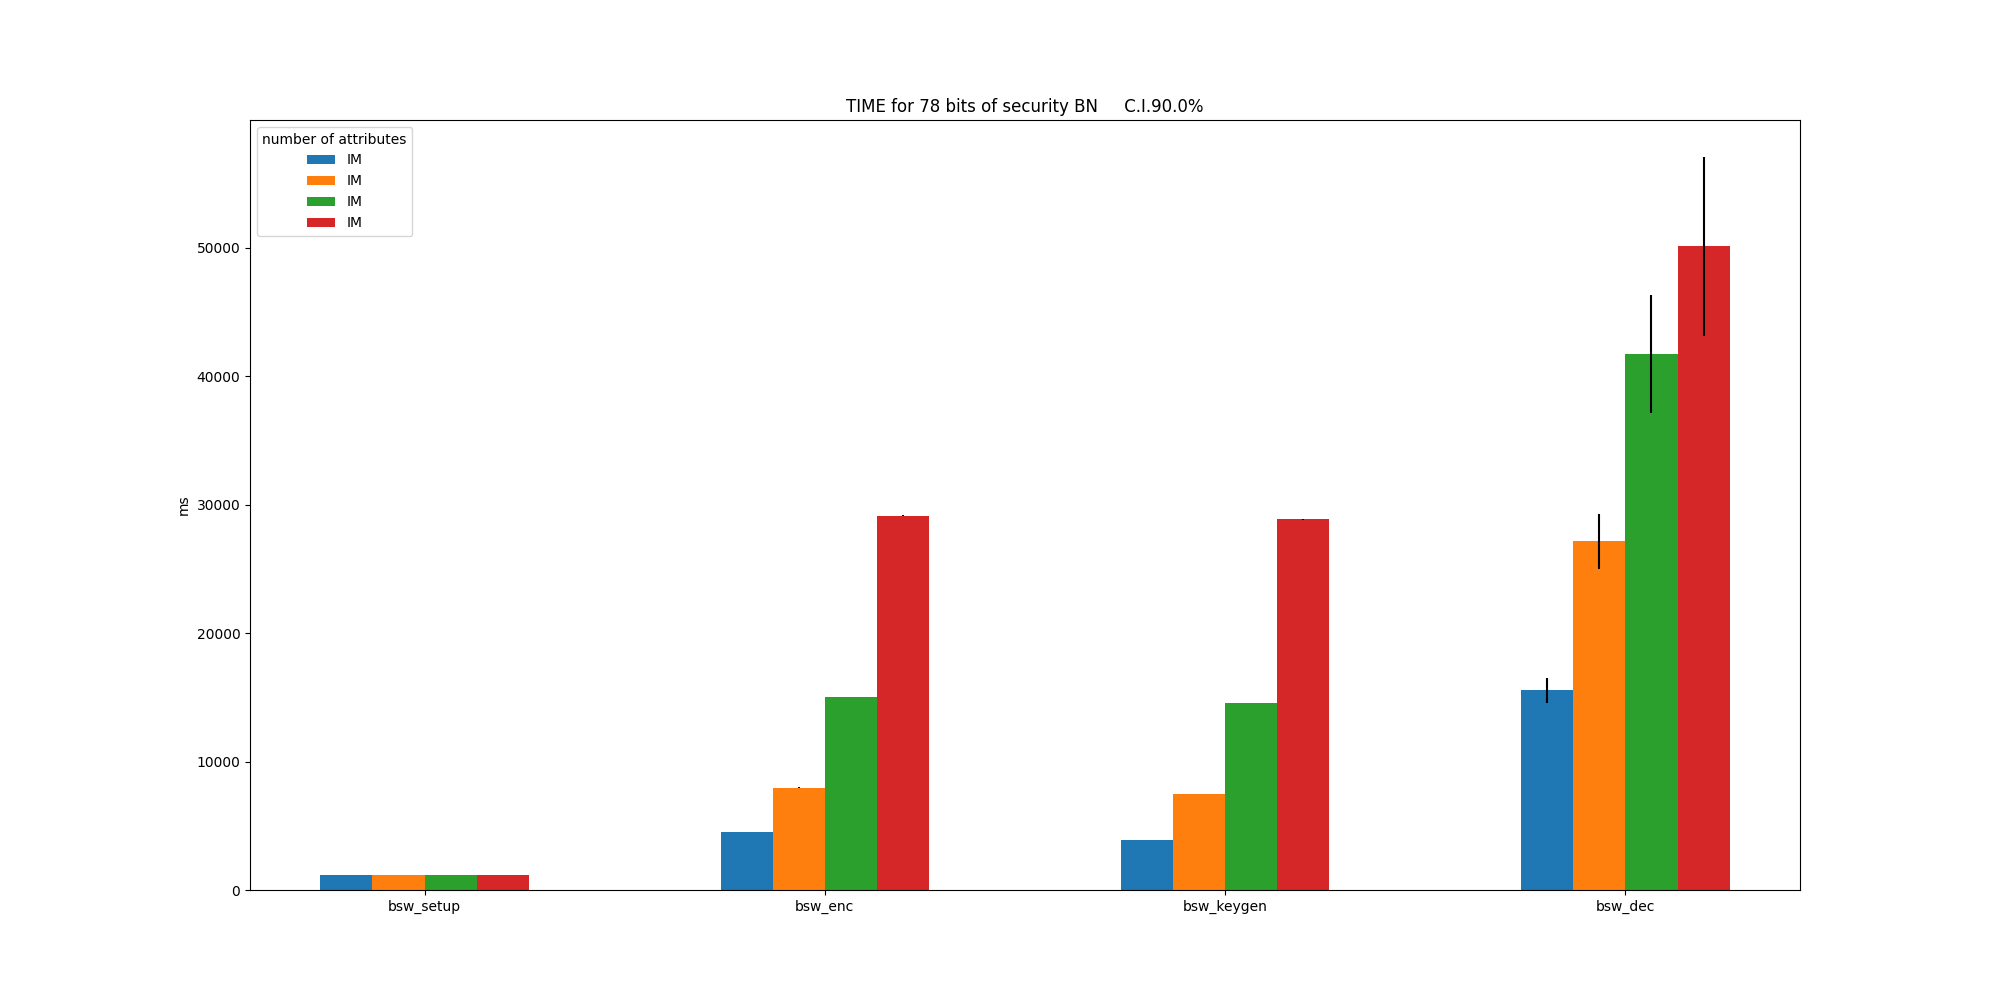 TIME for 78 bits of security BN     C.I.90.0%
number of attributes
IM
IM
IM
IM
50000
40000
30000
20000
10000
0
ms
bsw_setup
bsw_enc
bsw_keygen
bsw_dec